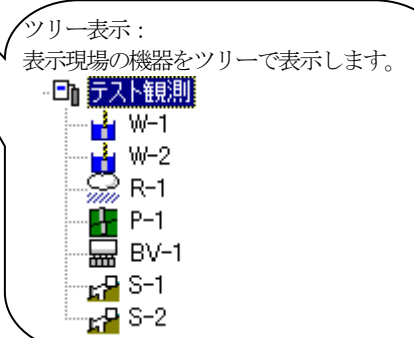 ツリー表示：
表示現場の機器をツリーで表示します。
テスト観測
W-1
W-2
R-1
P-1
BV-1
S-1
S-2